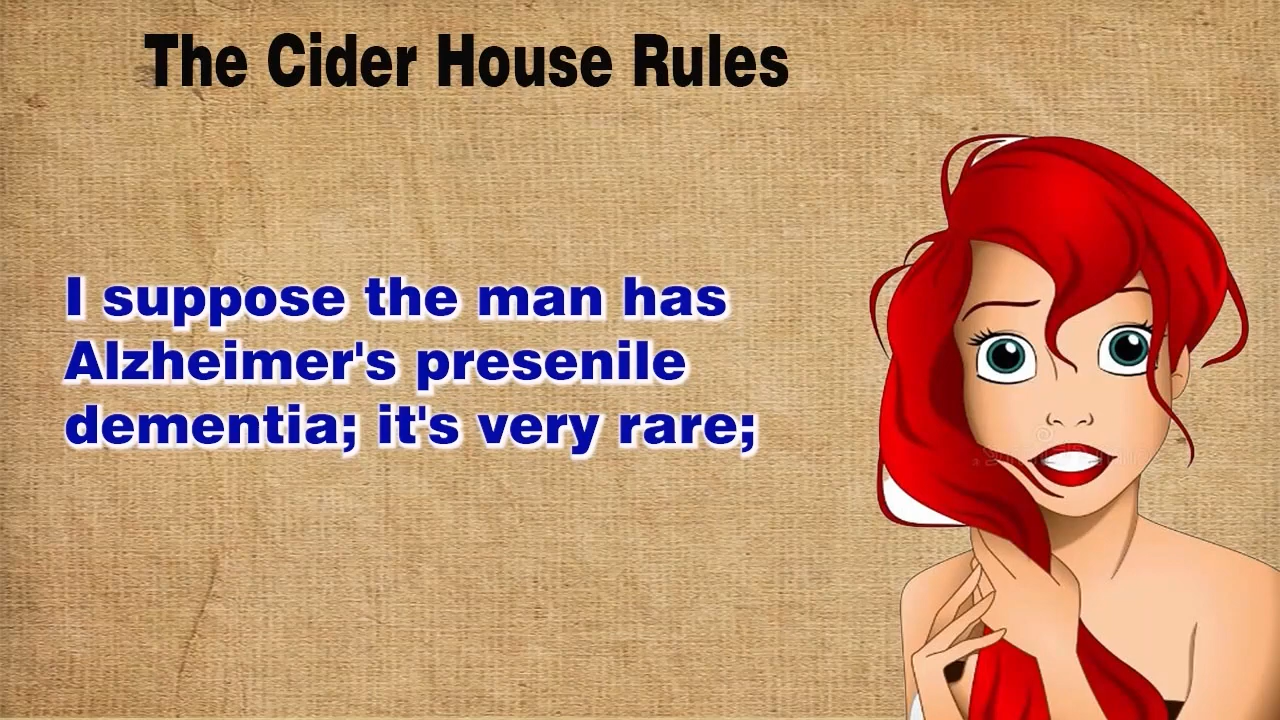 The Cider House Rules
I suppose the man has
Alzheimer's presenile
dementia; it's very rare;